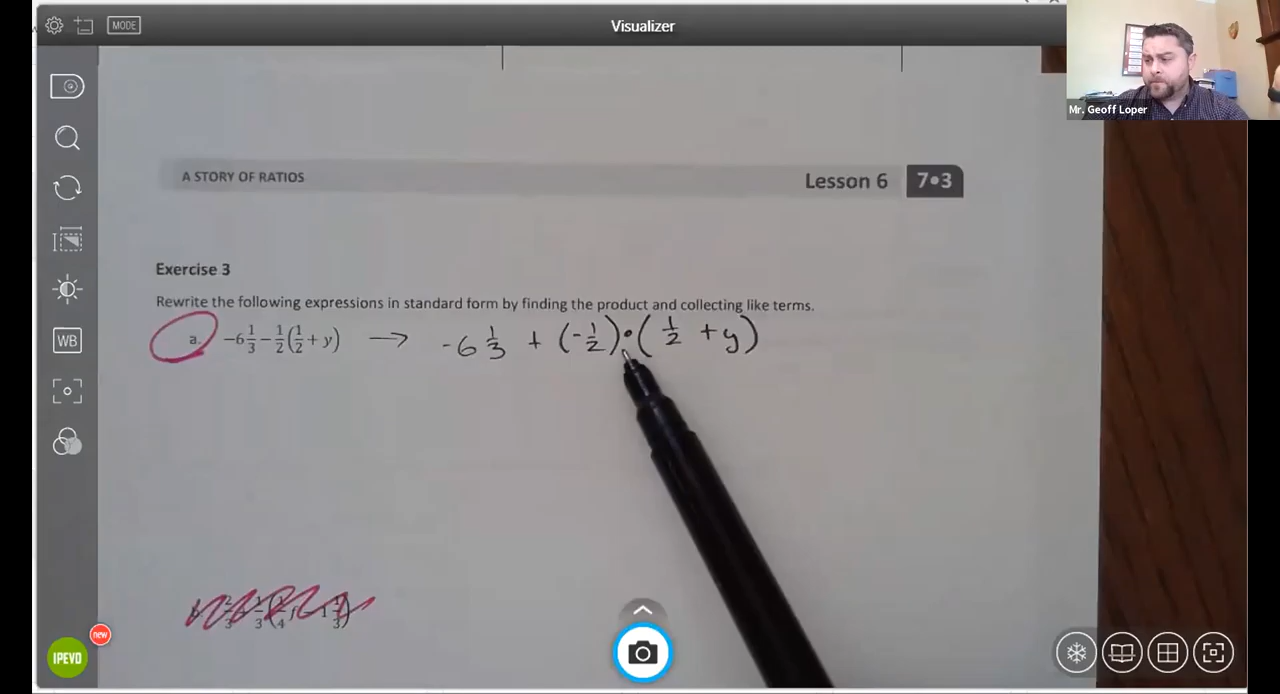 MODE
Visualizer
Mr. Geoff Loper
A STORY OF RATIOS
Lesson 6
7•3
Exercise 3
Rewrite the following expressions in standard form by finding the product and collecting like terms.
a. −6 1/3 − 1/2(1/2 + y) → -6 1/3 + (-1/2)•(1/2 + y)
WB
new
IPEVO